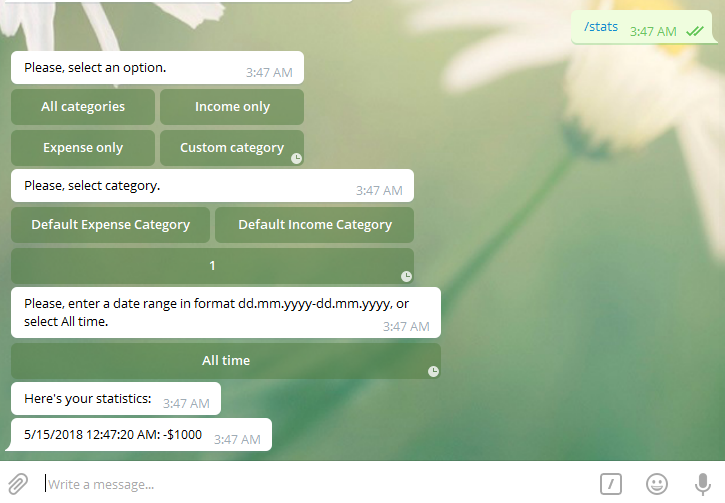 /stats 3:47 AM
Please, select an option. 3:47 AM
All categories Income only
Expense only Custom category
Please, select category. 3:47 AM
Default Expense Category Default Income Category
1
Please, enter a date range in format dd.mm.yyyy-dd.mm.yyyy, or
select All time. 3:47 AM
All time
Here's your statistics: 3:47 AM
5/15/2018 12:47:20 AM: -$1000 3:47 AM
Write a message...